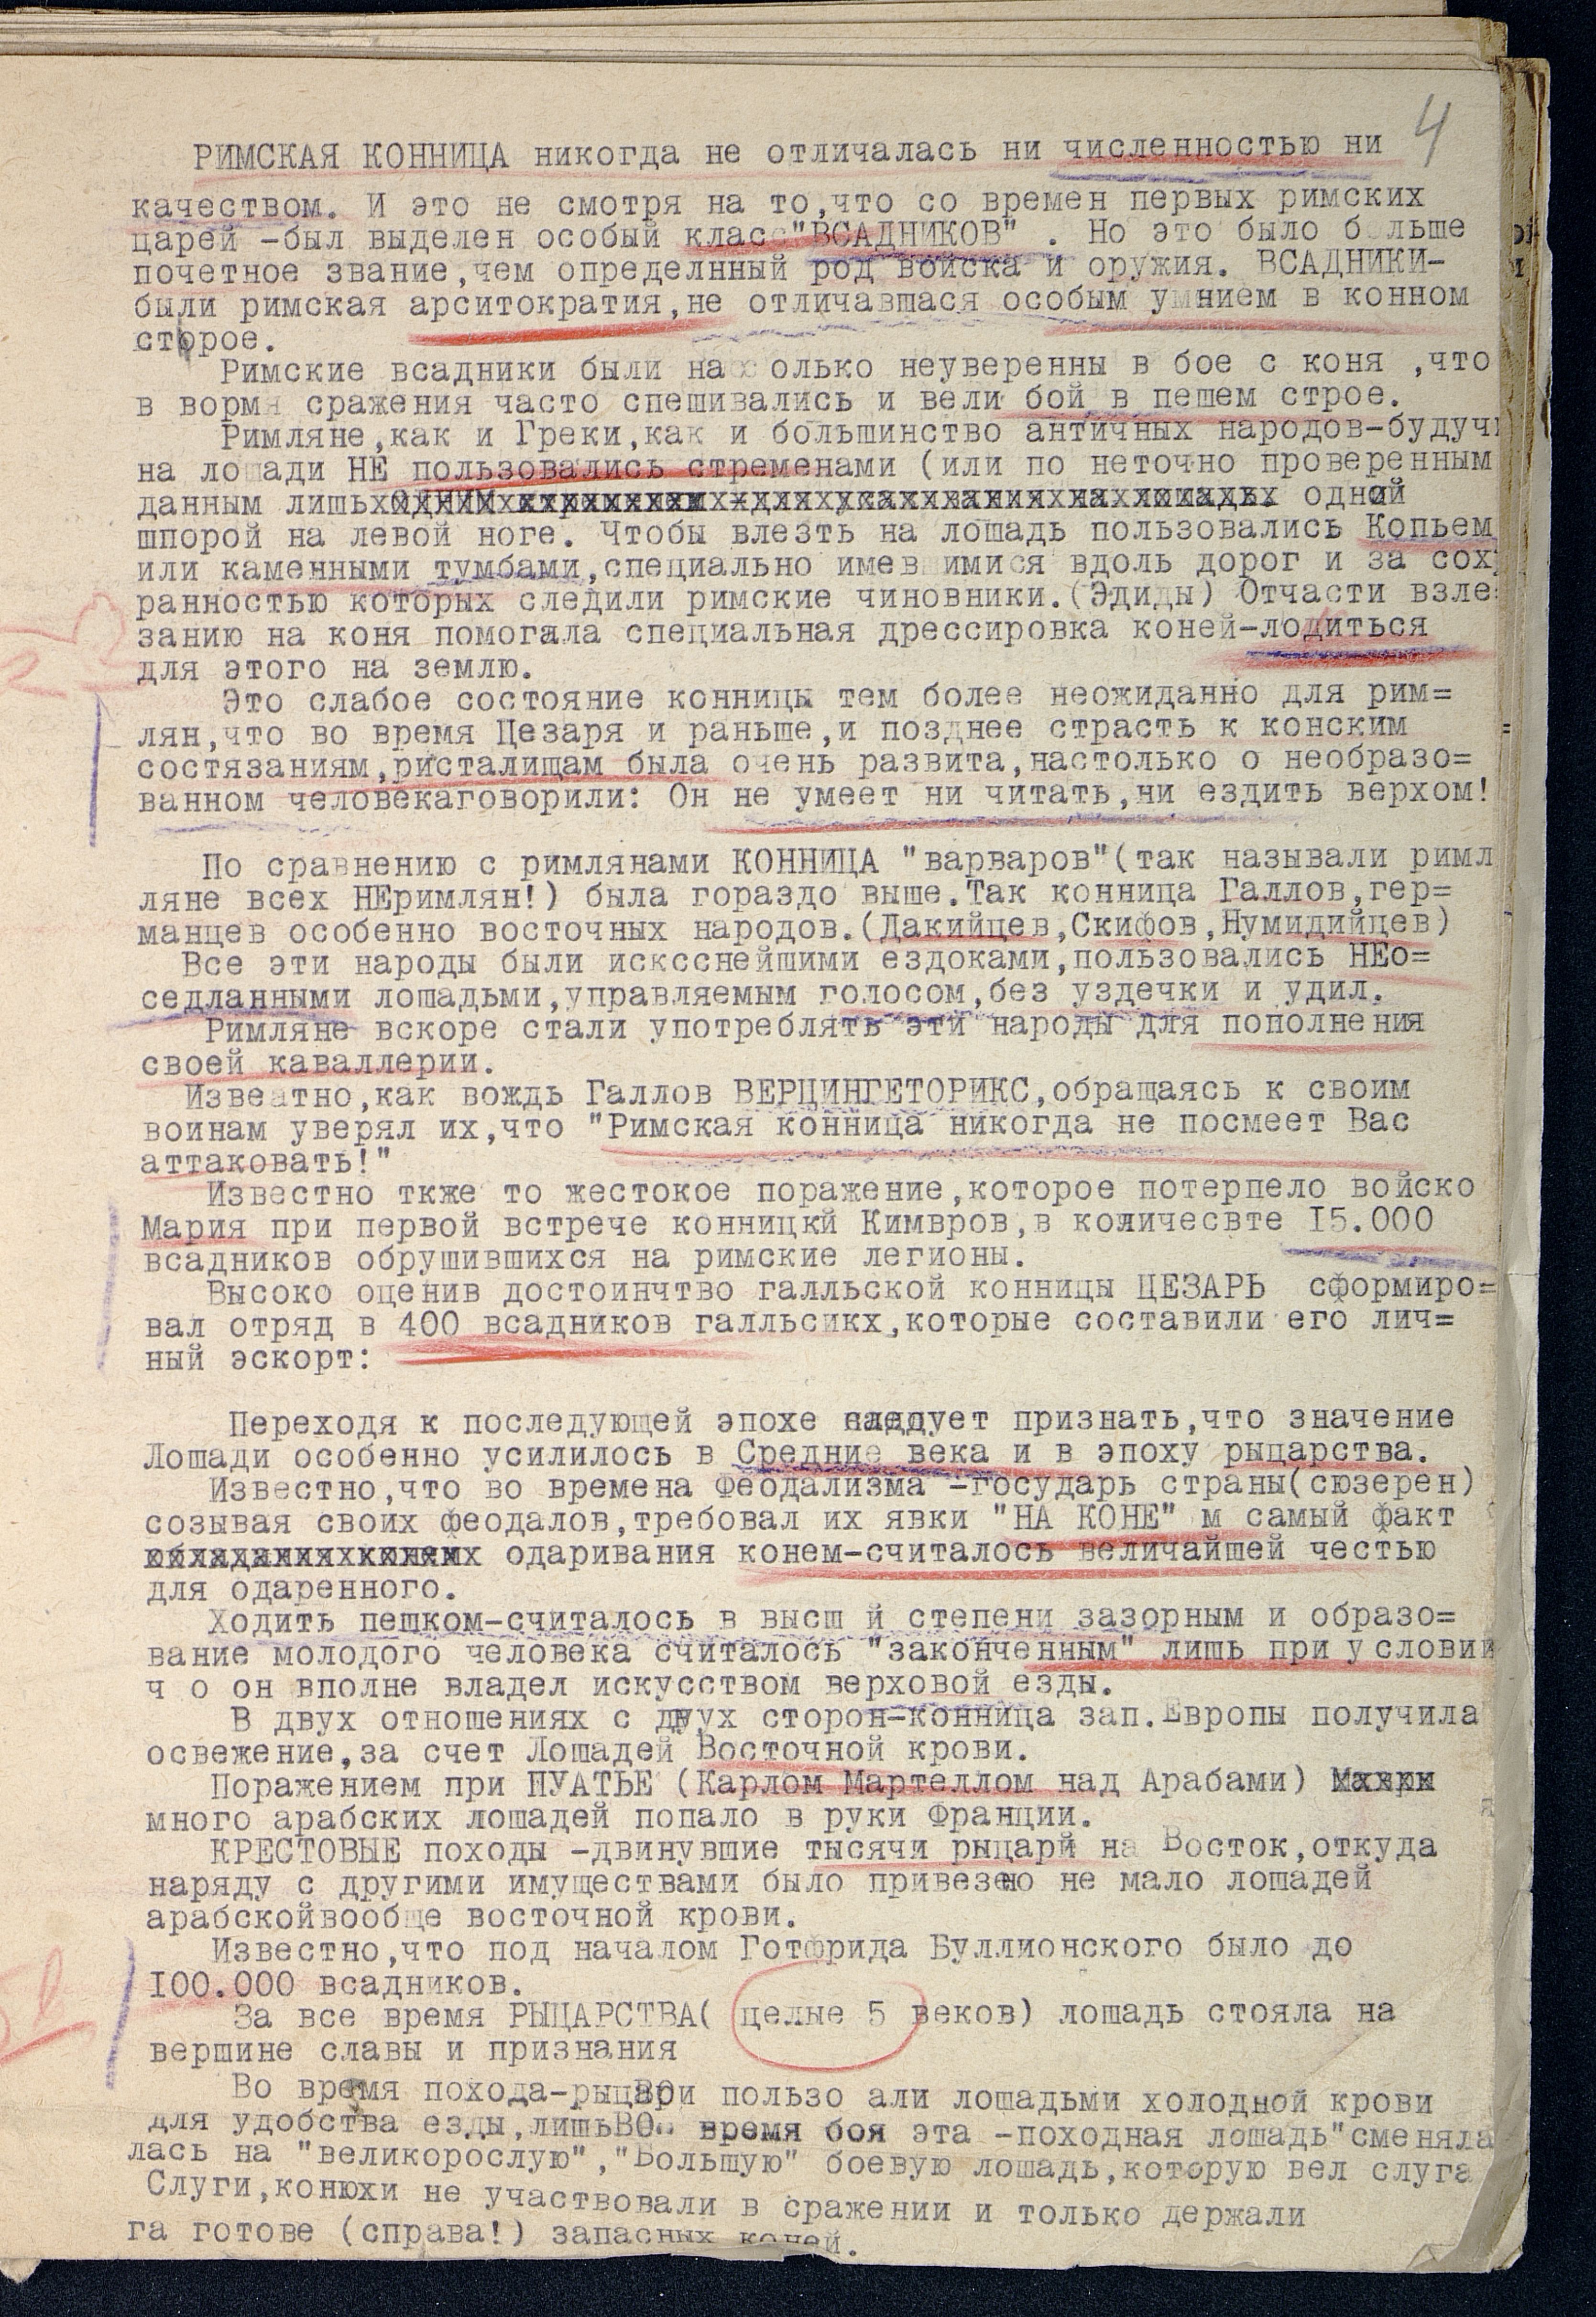 4
РИМСКАЯ КОННИЦА никогда не отличалась ни численностью ни
качеством. И это не смотря на то,что со времен первых римских
царей -был выделен особый класс"ВСАДНИКОВ" . Но это было б льше
почетное звание,чем определнный род войска и оружия. ВСАДНИКИ-
были римская арситократия,не отличавшася особым умнием в конном
сторое.
Римские всадники были на олько неуверенны в бое с коня ,что
в вормя сражения часто спешивались и вели бой в пешем строе.
Римляне,как и Греки,как и большинство античных народов-будучи
на лошади НЕ пользовались стременами (или по неточно проверенным
данным лишь одной
шпорой на левой ноге. Чтобы влезть на лошадь пользовались Копьем
или каменными тумбами,специально имевшимися вдоль дорог и за сох
ранностью которых следили римские чиновники.(Эдиды) Отчасти взле=
занию на коня помогала специальная дрессировка коней-лодиться
для этого на землю.
Это слабое состояние конницы тем более неожиданно для рим=
лян,что во время Цезаря и раньше,и позднее страсть к конским
состязаниям,ристалищам была очень развита,настолько о необразо=
ванном человекаговорили: Он не умеет ни читать,ни ездить верхом!
По сравнению с римлянами КОННИЦА "варваров"(так называли римл
ляне всех НЕримлян!) была гораздо выше.Так конница Галлов,гер=
манцев особенно восточных народов.(Дакийцев,Скифов,Нумидийцев)
Все эти народы были исксснейшими ездоками,пользовались НЕо=
седланными лошадьми,управляемым голосом,без уздечки и удил.
Римляне вскоре стали употреблять эти народы для пополнения
своей каваллерии.
Извеатно,как вождь Галлов ВЕРЦИНГЕТОРИКС,обращаясь к своим
воинам уверял их,что "Римская конница никогда не посмеет Вас
аттаковать!"
Известно ткже то жестокое поражение,которое потерпело войско
Мария при первой встрече конницкй Кимвров,в количесвте I5.000
всадников обрушившихся на римские легионы.
Высоко оценив достоинчтво галльской конницы ЦЕЗАРЬ сформиро=
вал отряд в 400 всадников галльсикх,которые составили его лич=
ный эскорт:
Переходя к последующей эпохе следует признать,что значение
Лошади особенно усилилось в Средние века и в эпоху рыцарства.
Известно,что во времена Феодализма -государь страны(сюзерен)
созывая своих феодалов,требовал их явки "НА КОНЕ" м самый факт
одаривания конем-считалось величайшей честью
для одаренного.
Ходить пешком-считалось в высш й степени зазорным и образо=
вание молодого человека считалось "законченным" лишь при условии
ч о он вполне владел искусством верховой езды.
В двух отношениях с двух сторон-конница зап.Европы получила
освежение,за счет Лошадей Восточной крови.
Поражением при ПУАТЬЕ (Карлом Мартеллом над Арабами)
много арабских лошадей попало в руки Франции.
КРЕСТОВЫЕ походы -двинувшие тысячи рыцарй на Восток,откуда
наряду с другими имуществами было привезено не мало лошадей
арабскойвообще восточной крови.
Известно,что под началом Готфрида Буллионского было до
I00.000 всадников.
За все время РЫЦАРСТВА( целые 5 веков) лошадь стояла на
вершине славы и признания
Во время похода-рыцари пользо али лошадьми холодной крови
для удобства езды,лишьВО.. время боя эта -походная лошадь"сменяла
лась на "великорослую","Большую" боевую лошадь,которую вел слуга
Слуги,конюхи не участвовали в сражении и только держали
га готове (справа!) запасных коней.